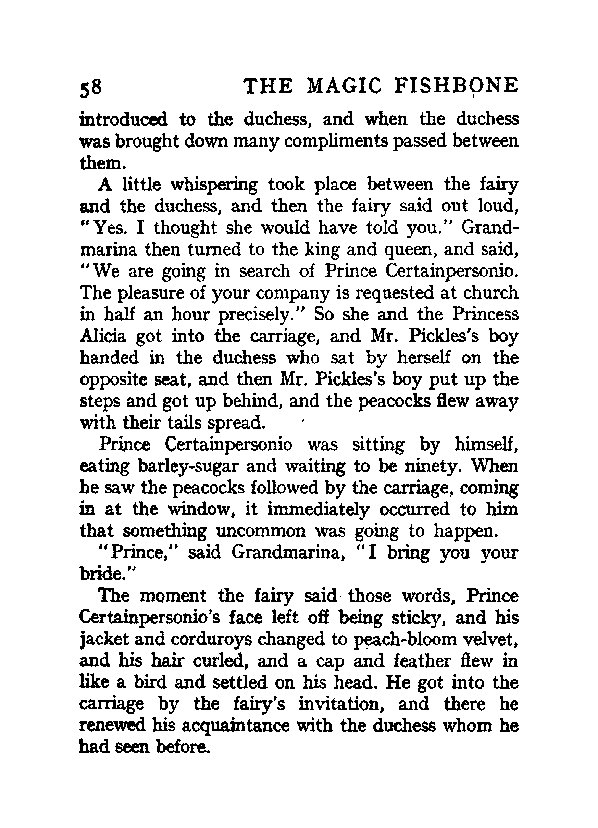 58 THE MAGIC FISHBONE
introduced to the duchess, and when the duchess
was brought down many compliments passed between
them.
A little whispering took place between the fairy
and the duchess, and then the fairy said out loud,
"Yes. I thought she would have told you." Grand-
marina then turned to the king and queen, and said,
"We are going in search of Prince Certainpersonio.
The pleasure of your company is requested at church
in half an hour precisely." So she and the Princess
Alicia got into the carriage, and Mr. Pickles's boy
handed in the duchess who sat by herself on the
opposite seat, and then Mr. Pickles's boy put up the
steps and got up behind, and the peacocks flew away
with their tails spread.
Prince Certainpersonio was sitting by himself,
eating barley-sugar and waiting to be ninety. When
he saw the peacocks followed by the carriage, coming
in at the window, it immediately occurred to him
that something uncommon was going to happen.
"Prince," said Grandmarina, "I bring you your
bride."
The moment the fairy said those words, Prince
Certainpersonio's face left off being sticky, and his
jacket and corduroys changed to peach-bloom velvet,
and his hair curled, and a cap and feather flew in
like a bird and settled on his head. He got into the
carriage by the fairy's invitation, and there he
renewed his acquaintance with the duchess whom he
had seen before.